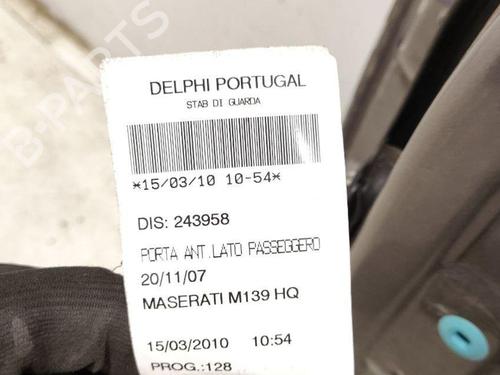 B-PARTS
DELPHI PORTUGAL
STAB DI GUARDA
*15/03/10 10-54*
DIS: 243958
PORTA ANT.LATO PASSEGGERO
20/11/07
MASERATI M139 HQ
15/03/2010 10:54
PROG.:128